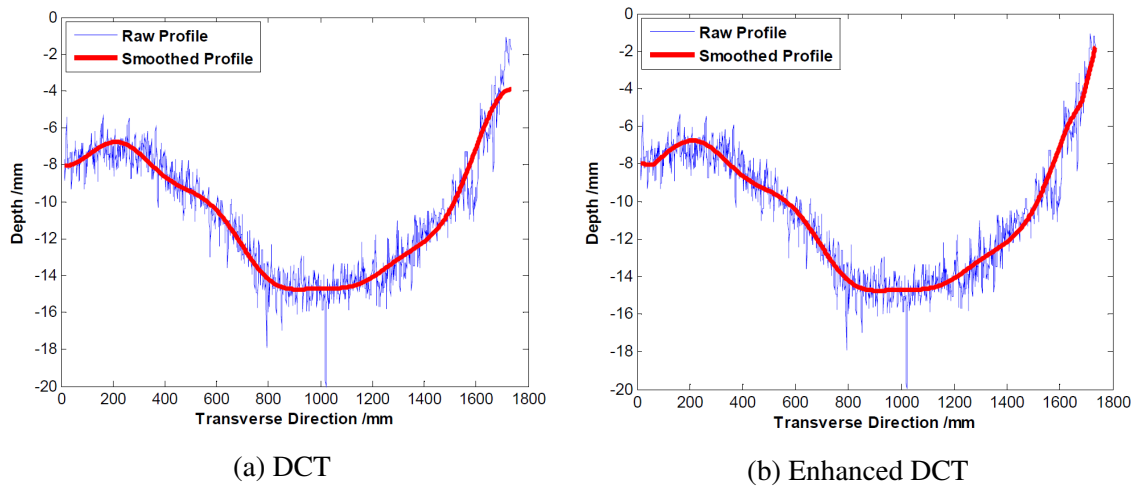 0
-2
-4
-6
-8
-10
-12
-14
-16
-18
-20
Depth /mm
Raw Profile
Smoothed Profile
0 200 400 600 800 1000 1200 1400 1600 1800
Transverse Direction /mm
(a) DCT
0
-2
-4
-6
-8
-10
-12
-14
-16
-18
-20
Depth /mm
Raw Profile
Smoothed Profile
0 200 400 600 800 1000 1200 1400 1600 1800
Transverse Direction /mm
(b) Enhanced DCT